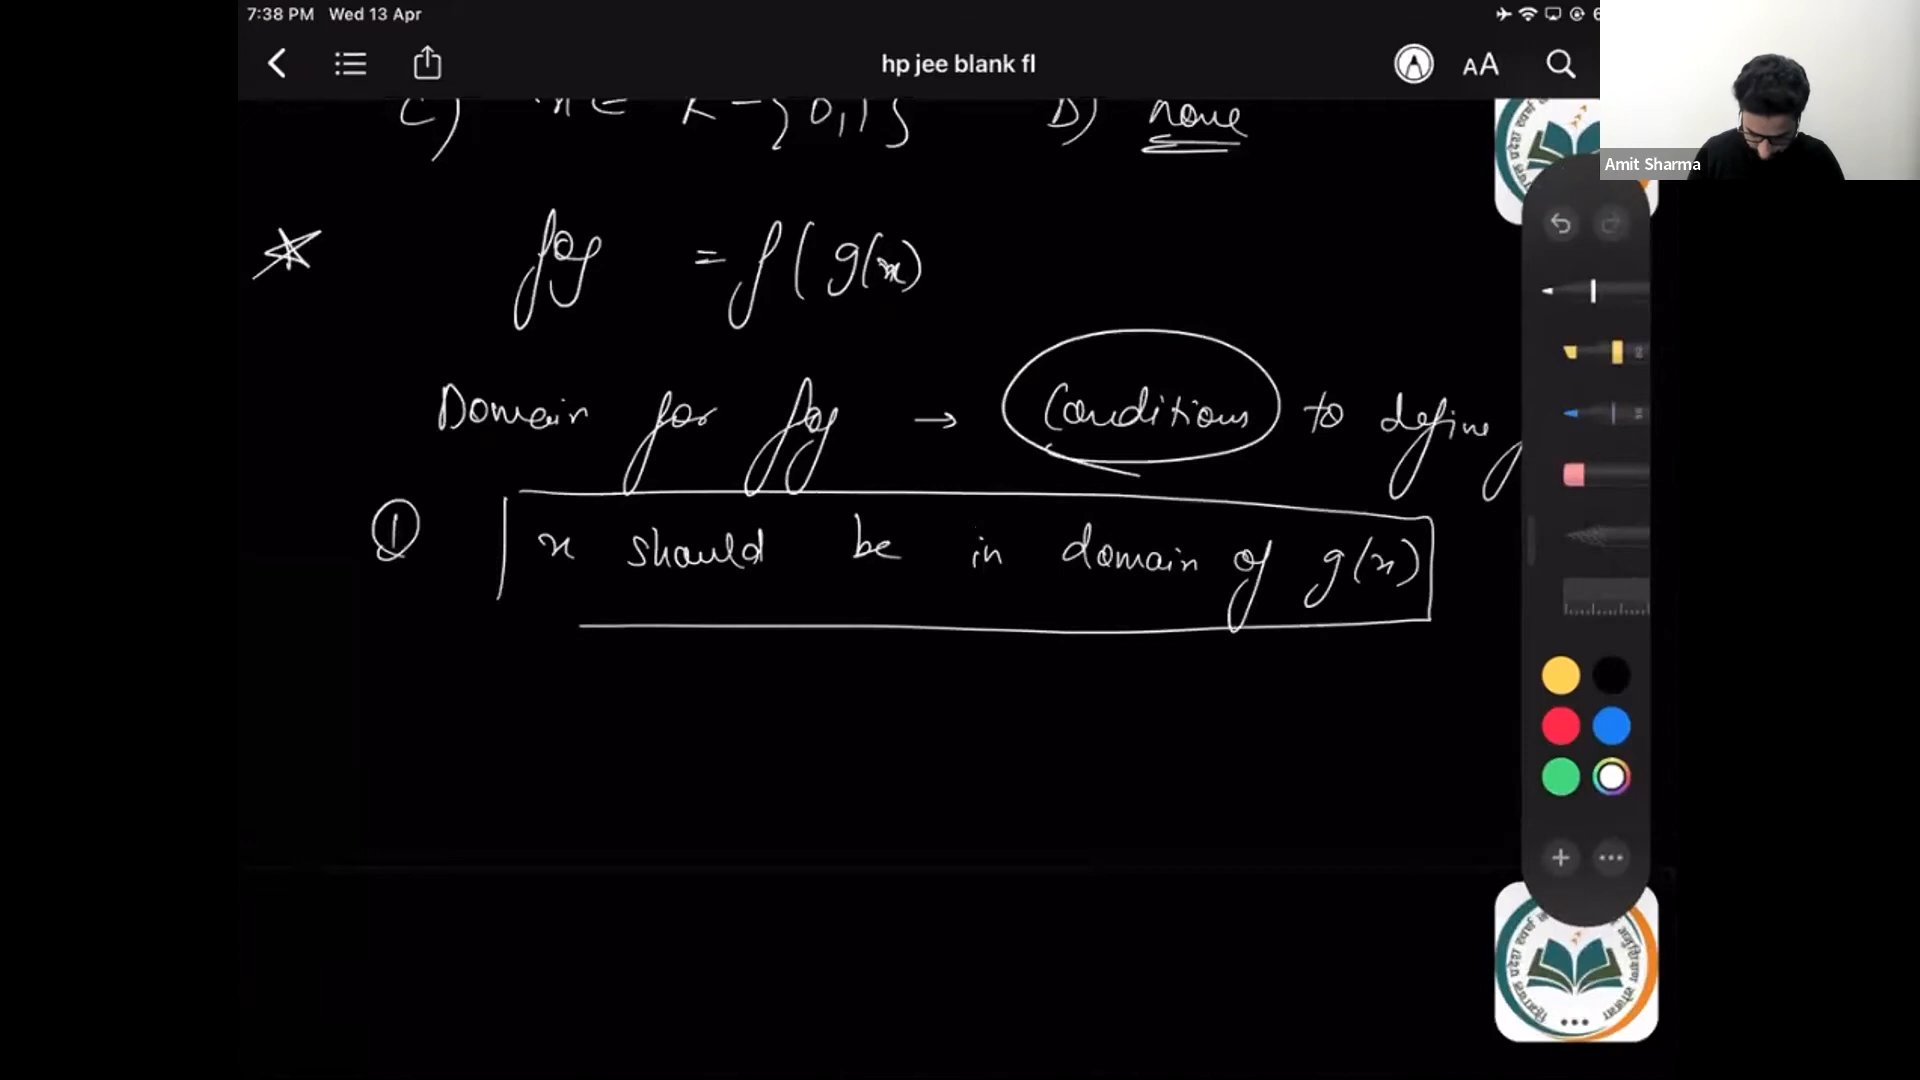 7:38 PM Wed 13 Apr
hp jee blank fl
AA
Amit Sharma
C) x ∈ R - {0,1} D) none
fog = f(g(x)
Domain for fog → Conditions to define
① x should be in domain of g(x)